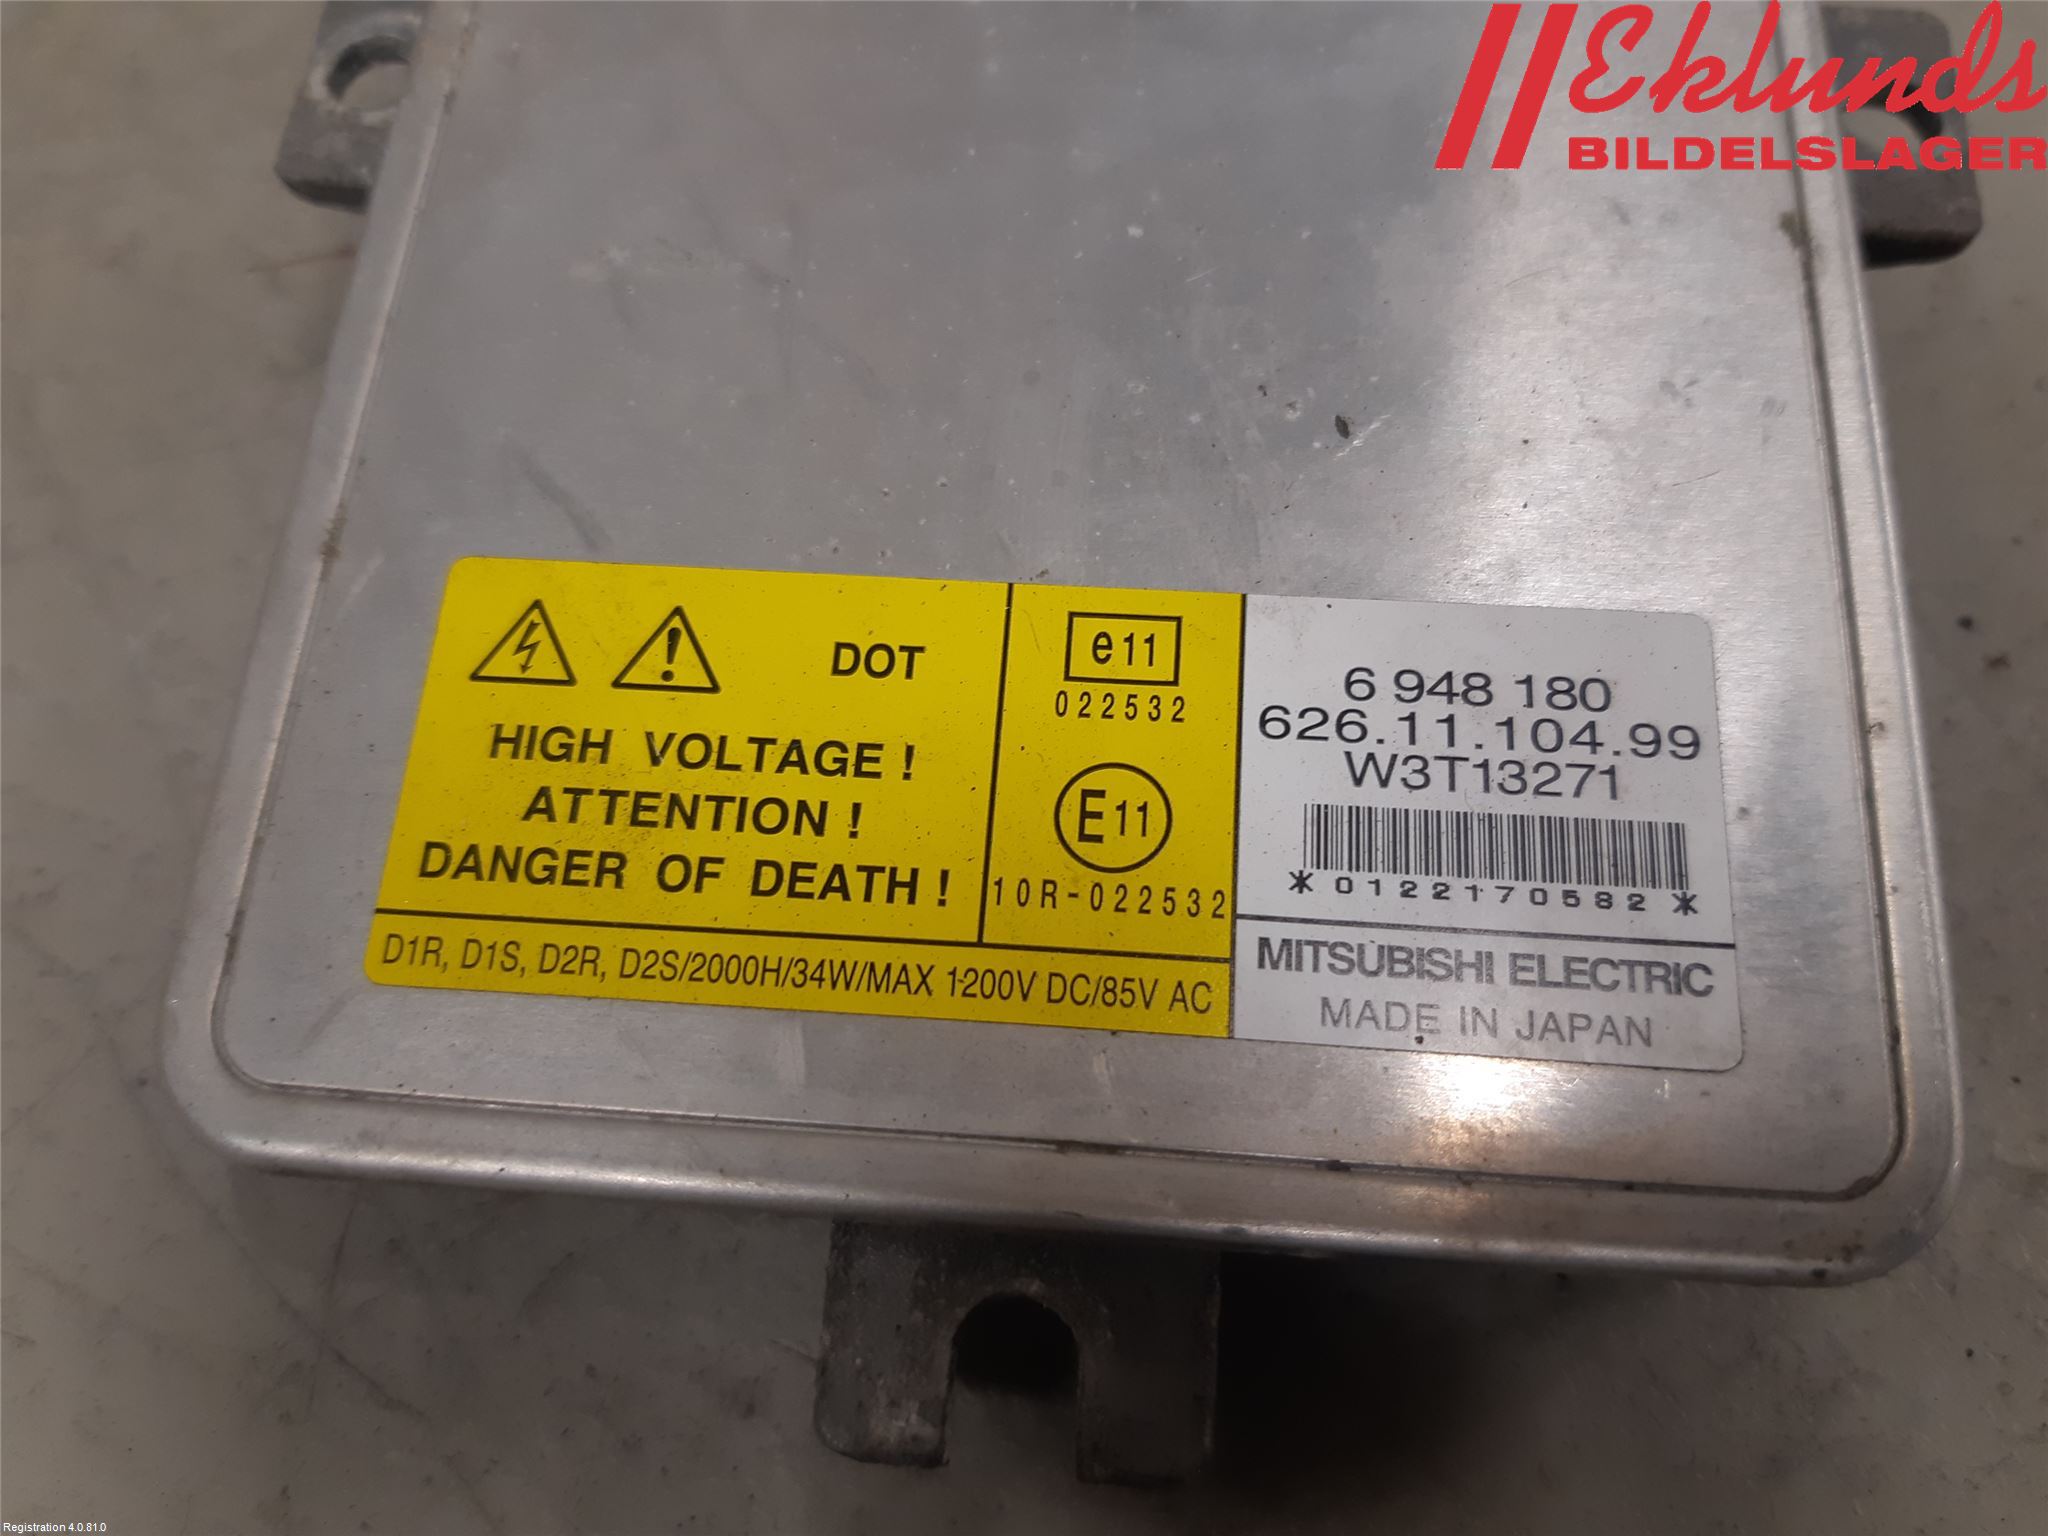 Eklunds
BILDELSLAGER
DOT
HIGH VOLTAGE !
ATTENTION !
DANGER OF DEATH !
e11
022532
E11
10R-022532
D1R, D1S, D2R, D2S/2000H/34W/MAX 1-200V DC/85V AC
6 948 180
626.11.104.99
W3T13271
*0122170582*
MITSUBISHI ELECTRIC
MADE IN JAPAN
Registration 4.0.81.0